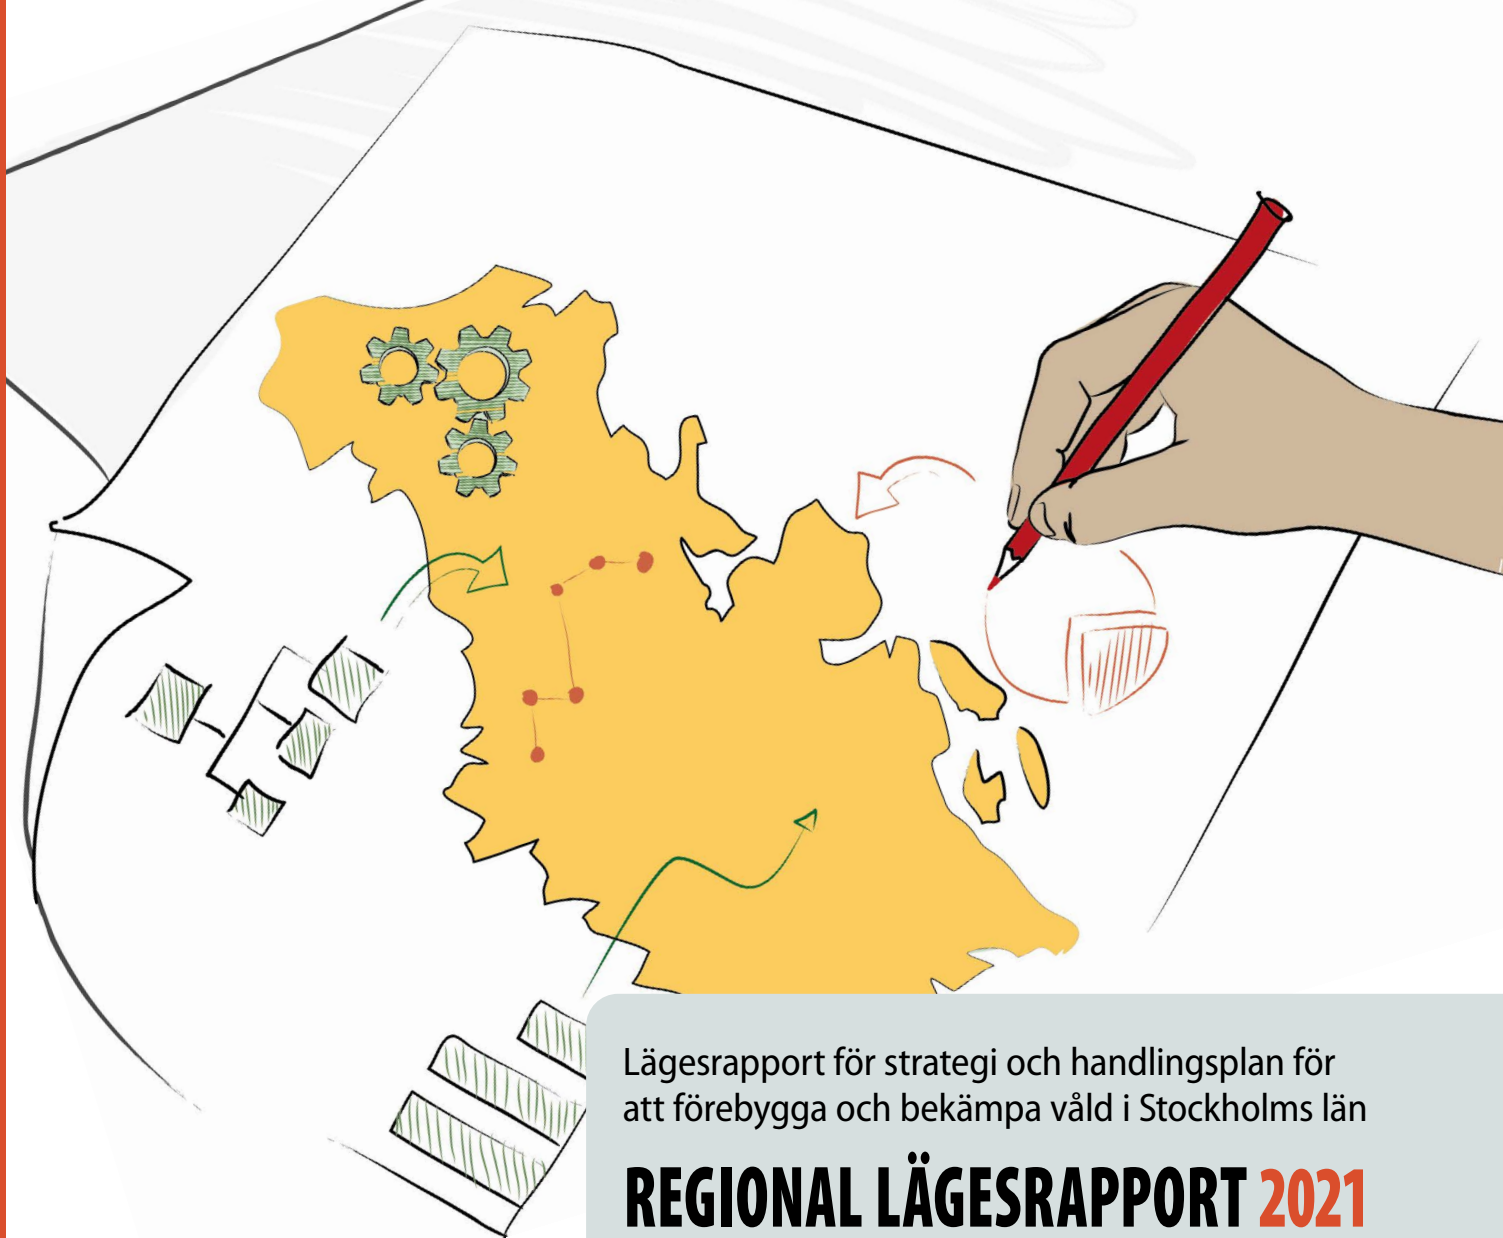 Lägesrapport för strategi och handlingsplan för
att förebygga och bekämpa våld i Stockholms län
REGIONAL LÄGESRAPPORT 2021